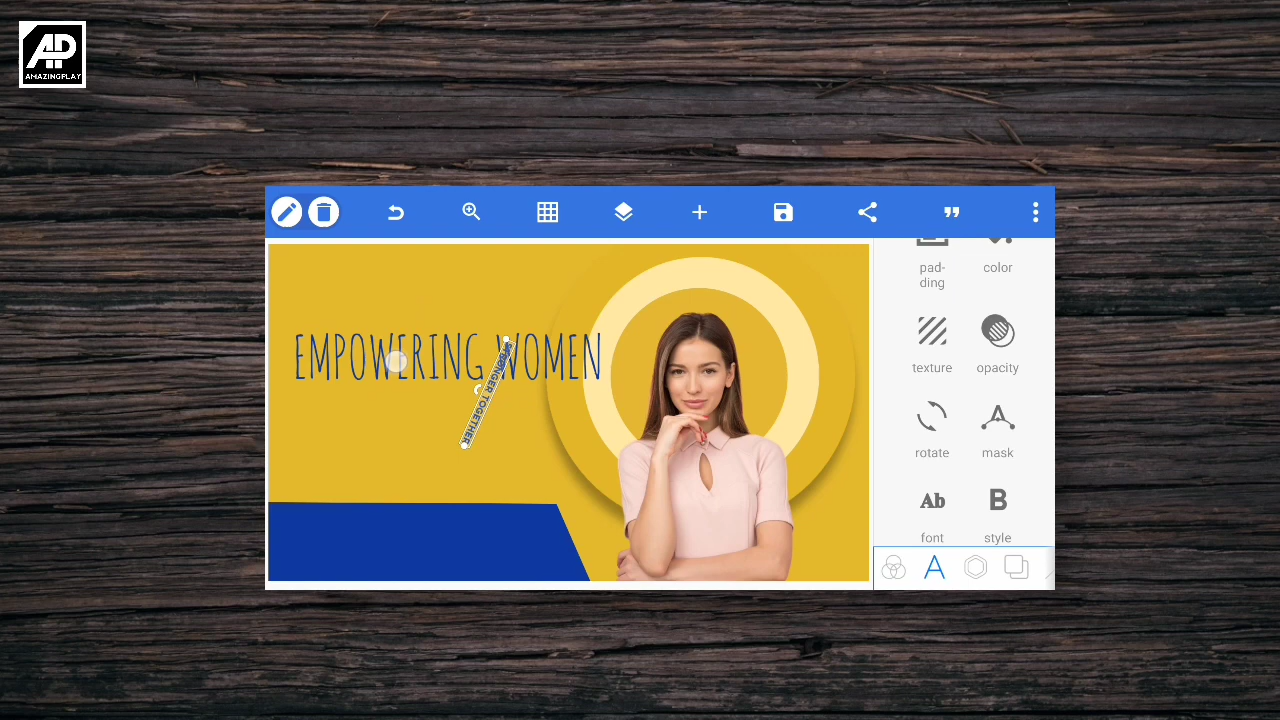 AP
AMAZINGPLAY
EMPOWERING WOMEN
STRONGER TOGETHER
pad-
ding
color
texture
opacity
rotate
mask
Ab
B
font
style
A